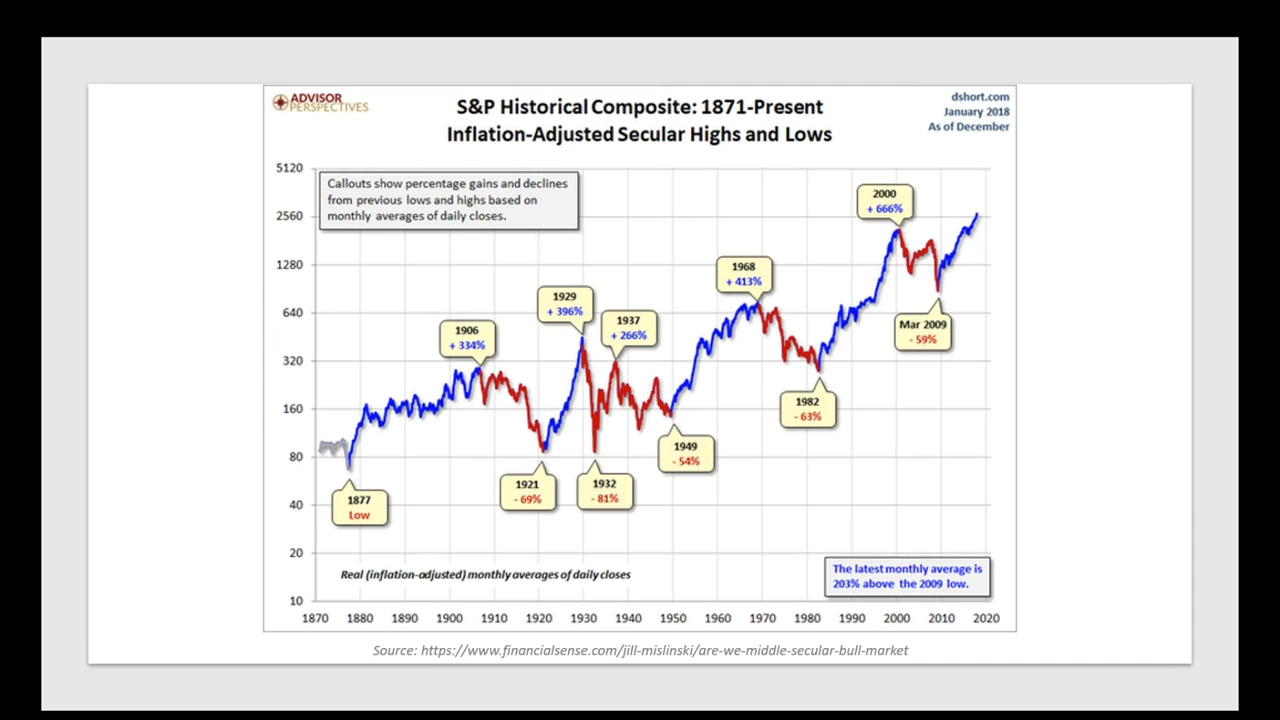 ADVISOR
PERSPECTIVES
S&P Historical Composite: 1871-Present
Inflation-Adjusted Secular Highs and Lows
dshort.com
January 2018
As of December
Callouts show percentage gains and declines
from previous lows and highs based on
monthly averages of daily closes.
5120
2560
1280
640
320
160
80
40
20
10
1877
Low
1906
+ 334%
1921
- 69%
1929
+ 396%
1932
- 81%
1937
+ 266%
1949
- 54%
1968
+ 413%
1982
- 63%
2000
+ 666%
Mar 2009
- 59%
Real (inflation-adjusted) monthly averages of daily closes
The latest monthly average is
203% above the 2009 low.
1870 1880 1890 1900 1910 1920 1930 1940 1950 1960 1970 1980 1990 2000 2010 2020
Source: https://www.financialsense.com/jill-mislinski/are-we-middle-secular-bull-market